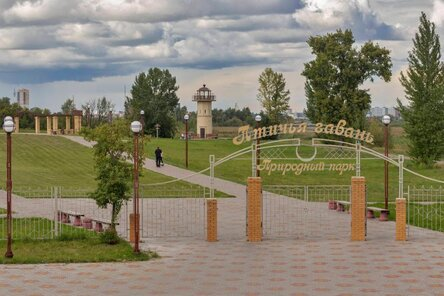 Птичья гавань
Природный парк